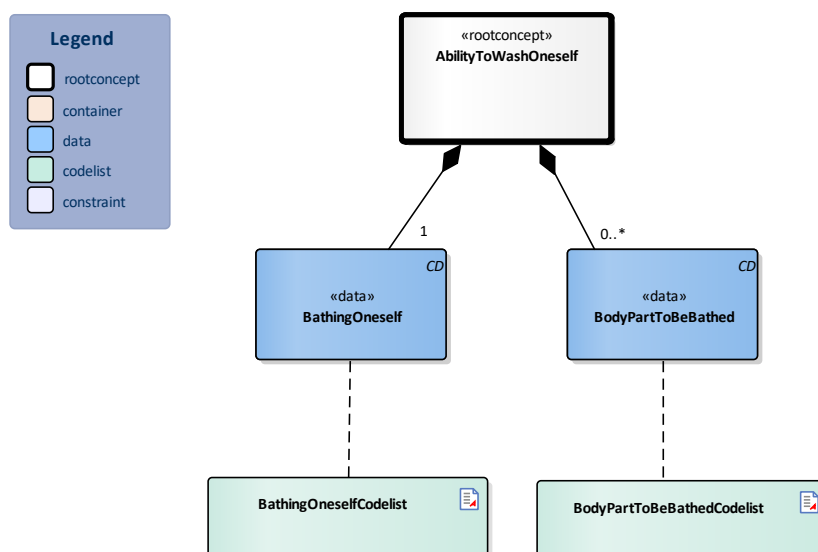 Legend
rootconcept
container
data
codelist
constraint
«rootconcept»
AbilityToWashOneself
1
0..*
CD
«data»
BathingOneself
CD
«data»
BodyPartToBeBathed
BathingOneselfCodelist
BodyPartToBeBathedCodelist